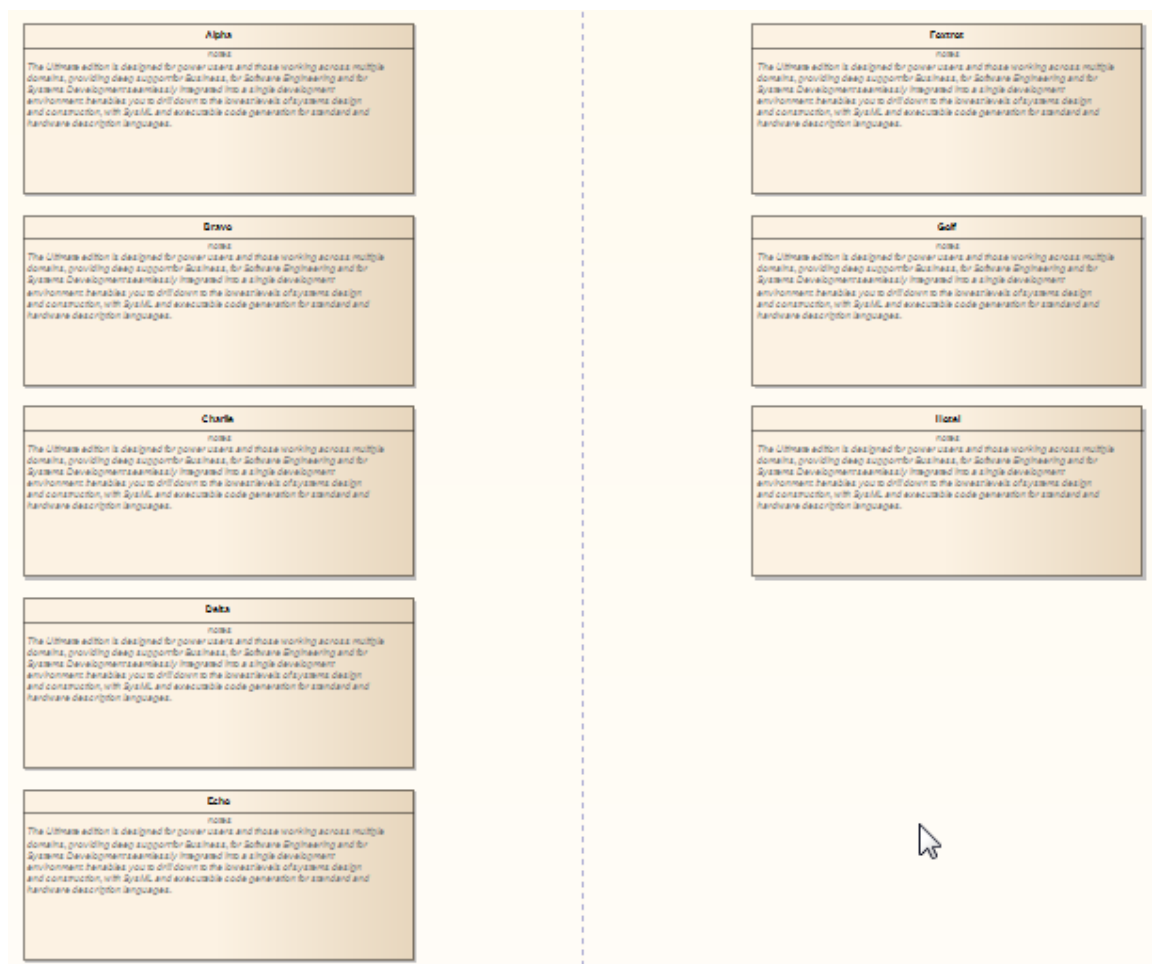 Alpha
notes
The Ultimate edition is designed for power users and those working across multiple
domains, providing deep support for Business, for Software Engineering and for
Systems Development seamlessly integrated into a single development
environment. It enables you to drill down to the lowest levels of systems design
and construction, with SysML and executable code generation for standard and
hardware description languages.
Bravo
notes
The Ultimate edition is designed for power users and those working across multiple
domains, providing deep support for Business, for Software Engineering and for
Systems Development seamlessly integrated into a single development
environment. It enables you to drill down to the lowest levels of systems design
and construction, with SysML and executable code generation for standard and
hardware description languages.
Charlie
notes
The Ultimate edition is designed for power users and those working across multiple
domains, providing deep support for Business, for Software Engineering and for
Systems Development seamlessly integrated into a single development
environment. It enables you to drill down to the lowest levels of systems design
and construction, with SysML and executable code generation for standard and
hardware description languages.
Delta
notes
The Ultimate edition is designed for power users and those working across multiple
domains, providing deep support for Business, for Software Engineering and for
Systems Development seamlessly integrated into a single development
environment. It enables you to drill down to the lowest levels of systems design
and construction, with SysML and executable code generation for standard and
hardware description languages.
Echo
notes
The Ultimate edition is designed for power users and those working across multiple
domains, providing deep support for Business, for Software Engineering and for
Systems Development seamlessly integrated into a single development
environment. It enables you to drill down to the lowest levels of systems design
and construction, with SysML and executable code generation for standard and
hardware description languages.
Foxtrot
notes
The Ultimate edition is designed for power users and those working across multiple
domains, providing deep support for Business, for Software Engineering and for
Systems Development seamlessly integrated into a single development
environment. It enables you to drill down to the lowest levels of systems design
and construction, with SysML and executable code generation for standard and
hardware description languages.
Golf
notes
The Ultimate edition is designed for power users and those working across multiple
domains, providing deep support for Business, for Software Engineering and for
Systems Development seamlessly integrated into a single development
environment. It enables you to drill down to the lowest levels of systems design
and construction, with SysML and executable code generation for standard and
hardware description languages.
Hotel
notes
The Ultimate edition is designed for power users and those working across multiple
domains, providing deep support for Business, for Software Engineering and for
Systems Development seamlessly integrated into a single development
environment. It enables you to drill down to the lowest levels of systems design
and construction, with SysML and executable code generation for standard and
hardware description languages.